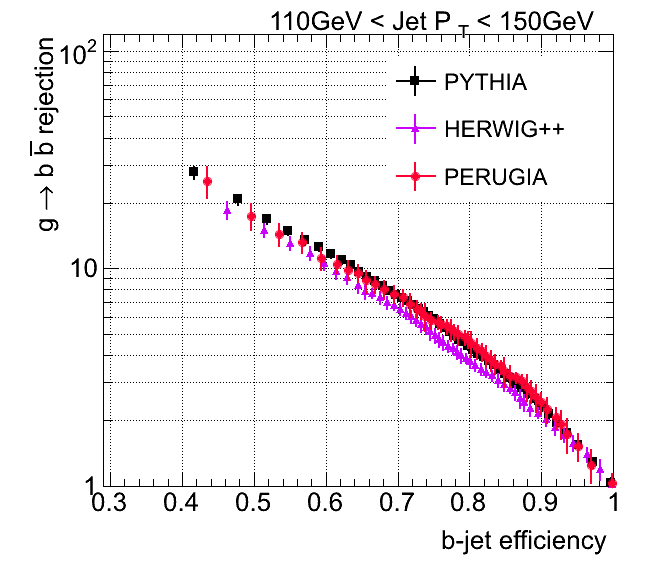 110GeV < Jet P T < 150GeV
g → b b̅ rejection
10²
10
1
PYTHIA
HERWIG++
PERUGIA
0.3 0.4 0.5 0.6 0.7 0.8 0.9 1
b-jet efficiency